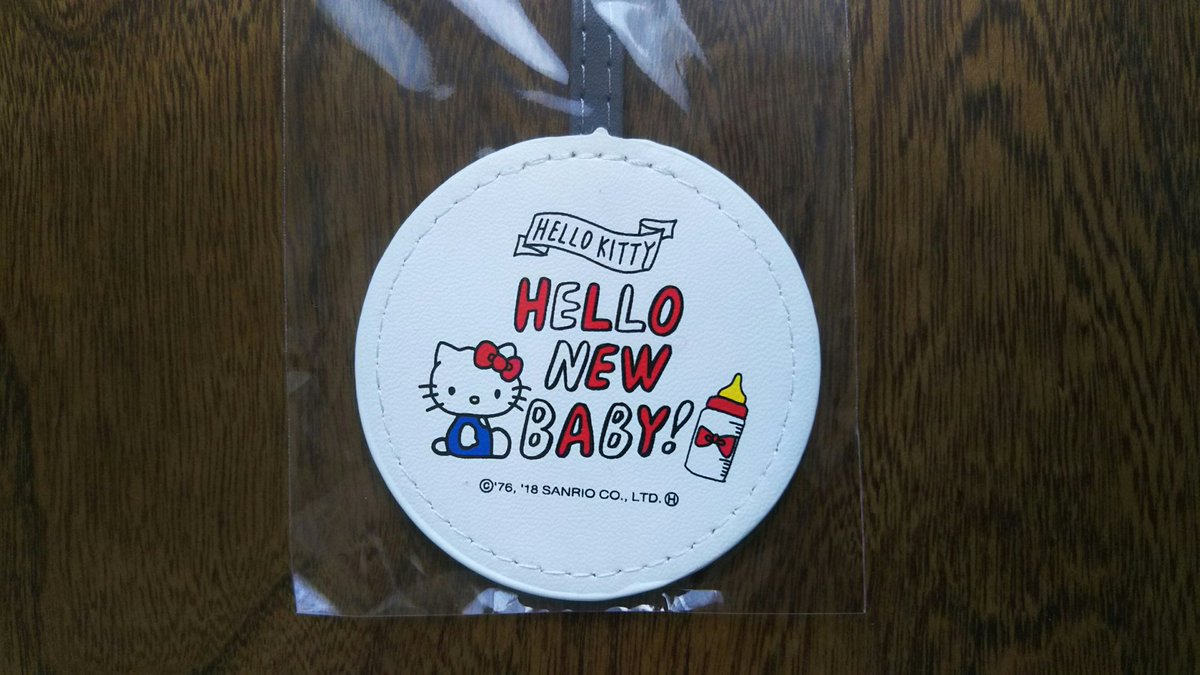 HELLO KITTY
HELLO
NEW
BABY!
©'76, '18 SANRIO CO., LTD. Ⓗ